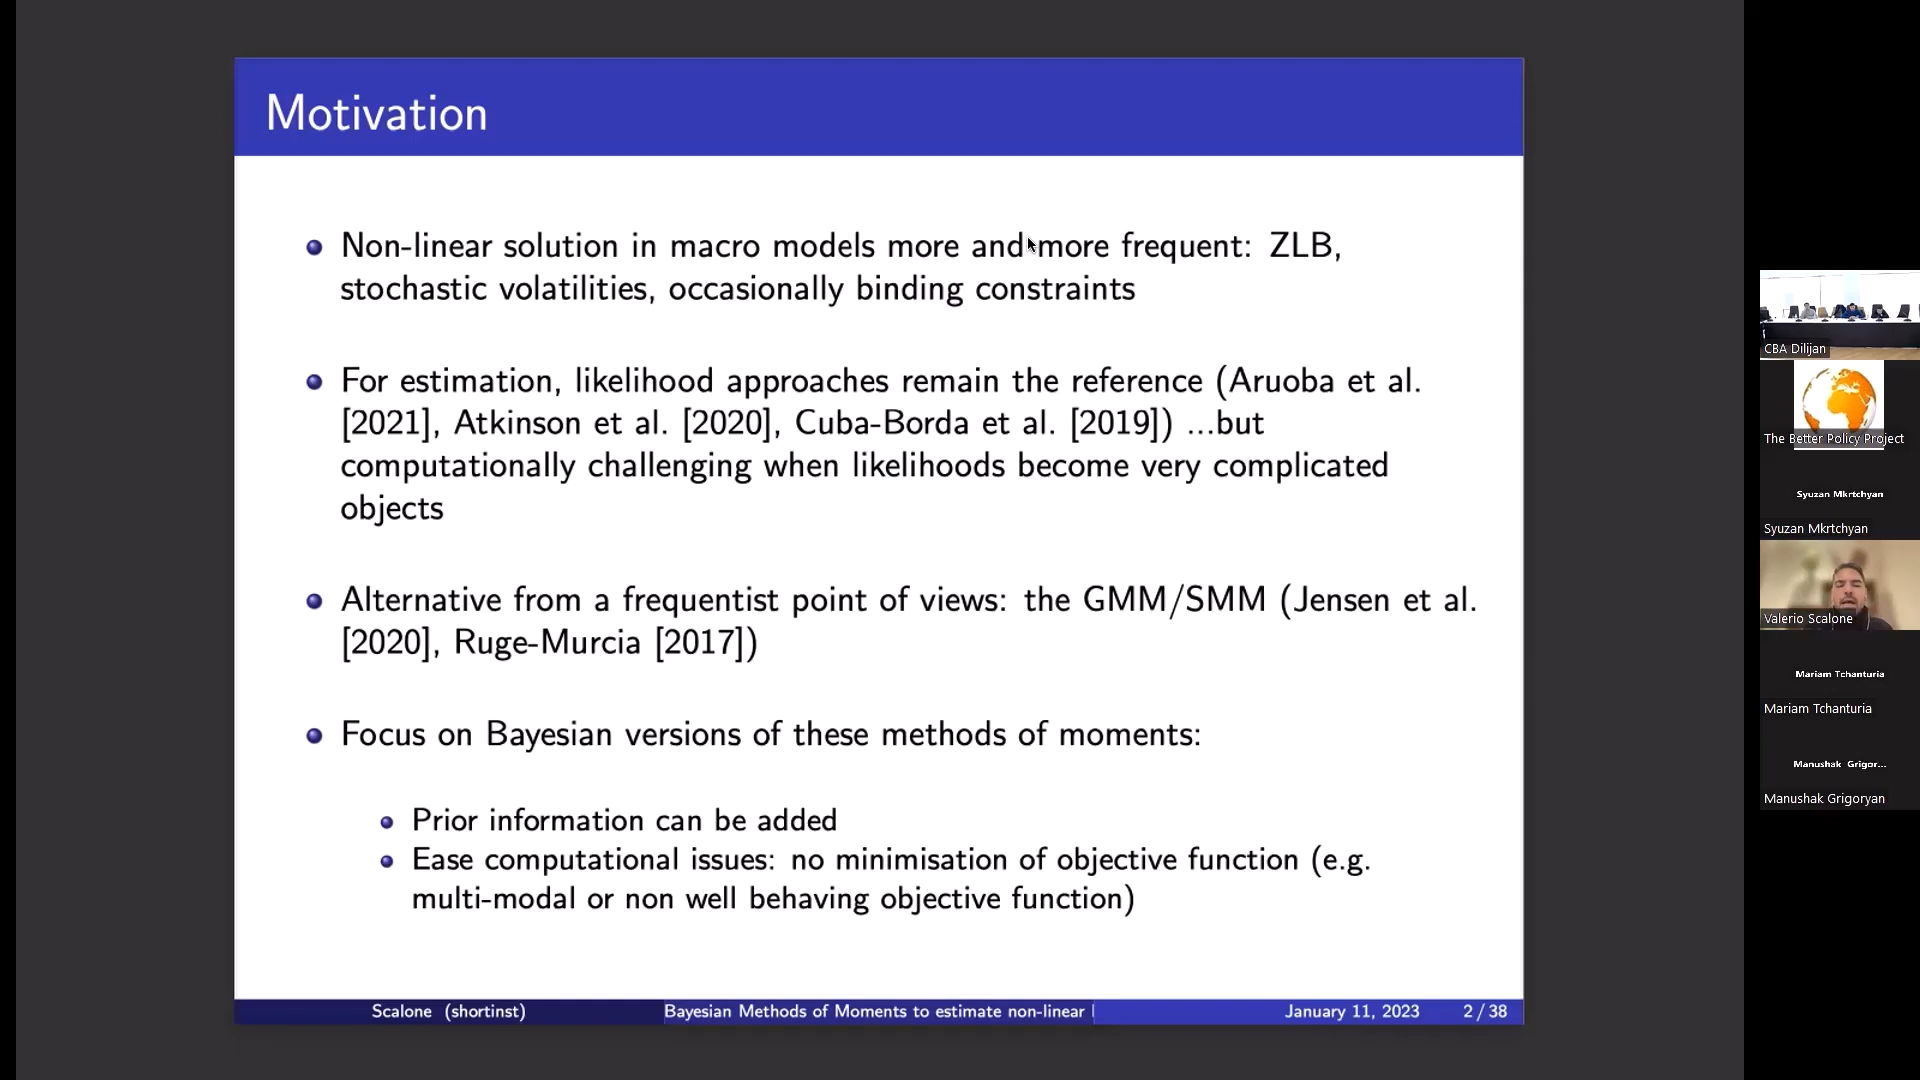 Motivation
Non-linear solution in macro models more and more frequent: ZLB,
stochastic volatilities, occasionally binding constraints
For estimation, likelihood approaches remain the reference (Aruoba et al.
[2021], Atkinson et al. [2020], Cuba-Borda et al. [2019]) ...but
computationally challenging when likelihoods become very complicated
objects
Alternative from a frequentist point of views: the GMM/SMM (Jensen et al.
[2020], Ruge-Murcia [2017])
Focus on Bayesian versions of these methods of moments:
Prior information can be added
Ease computational issues: no minimisation of objective function (e.g.
multi-modal or non well behaving objective function)
Scalone (shortinst)
Bayesian Methods of Moments to estimate non-linear
January 11, 2023
2 / 38
CBA Dilijan
The Better Policy Project
Syuzan Mkrtchyan
Syuzan Mkrtchyan
Valerio Scalone
Mariam Tchanturia
Mariam Tchanturia
Manushak Grigor...
Manushak Grigoryan